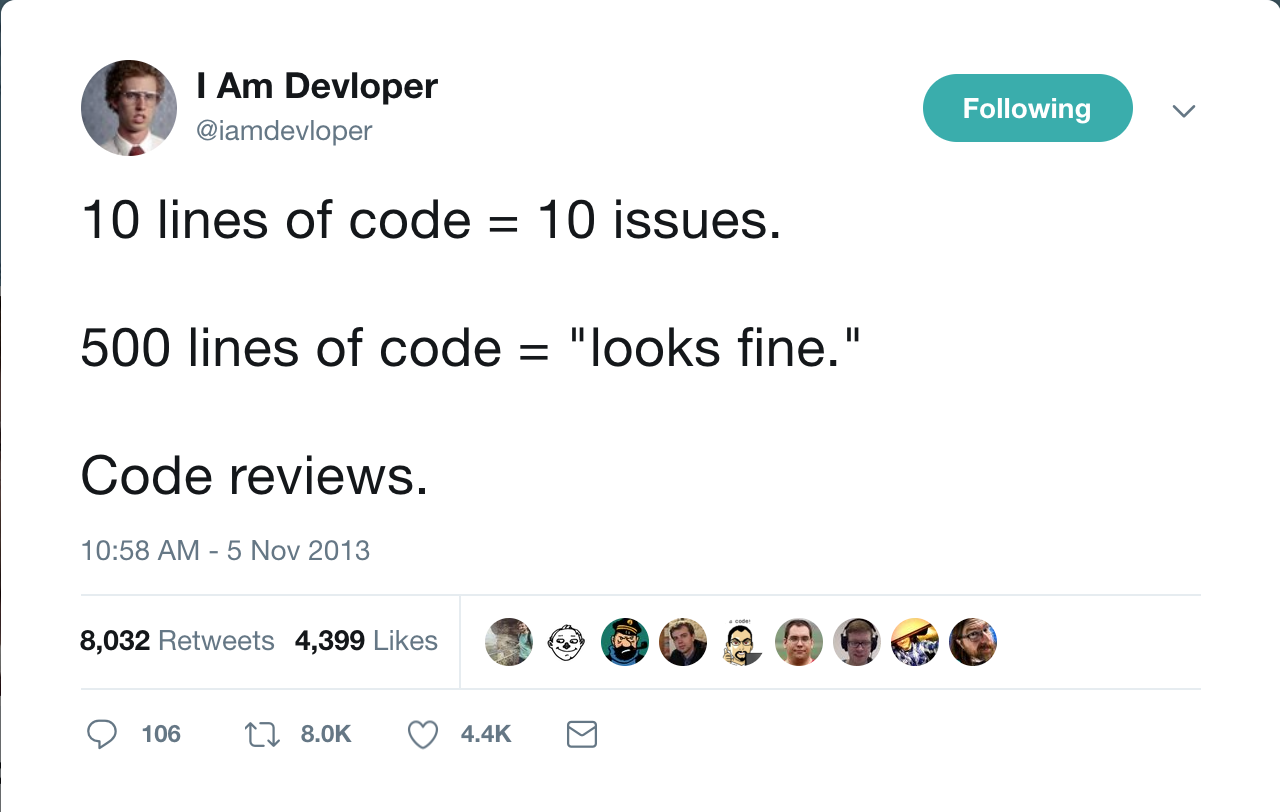 I Am Devloper
@iamdevloper
Following
10 lines of code = 10 issues.
500 lines of code = "looks fine."
Code reviews.
10:58 AM - 5 Nov 2013
8,032 Retweets 4,399 Likes
a coder
106 8.0K 4.4K